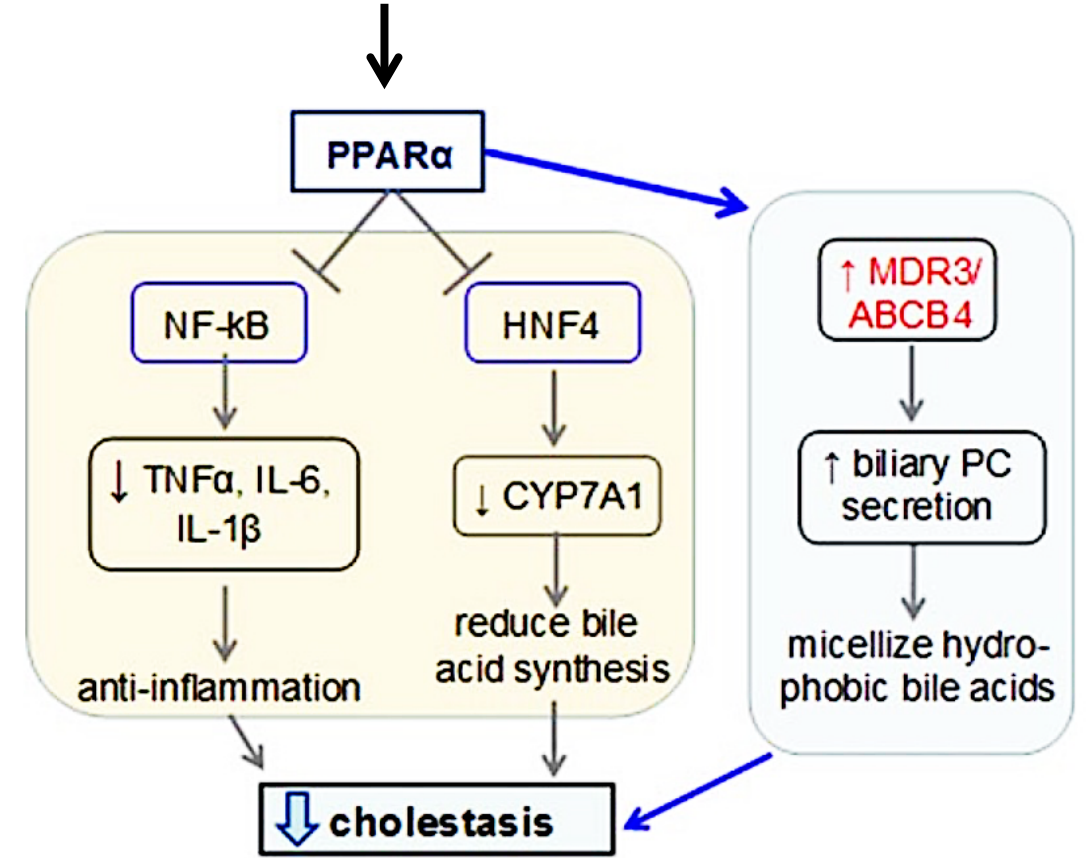 PPARα
NF-kB
↓ TNFα, IL-6,
IL-1β
anti-inflammation
HNF4
↓ CYP7A1
reduce bile
acid synthesis
↑ MDR3/
ABCB4
↑ biliary PC
secretion
micellize hydro-
phobic bile acids
cholestasis